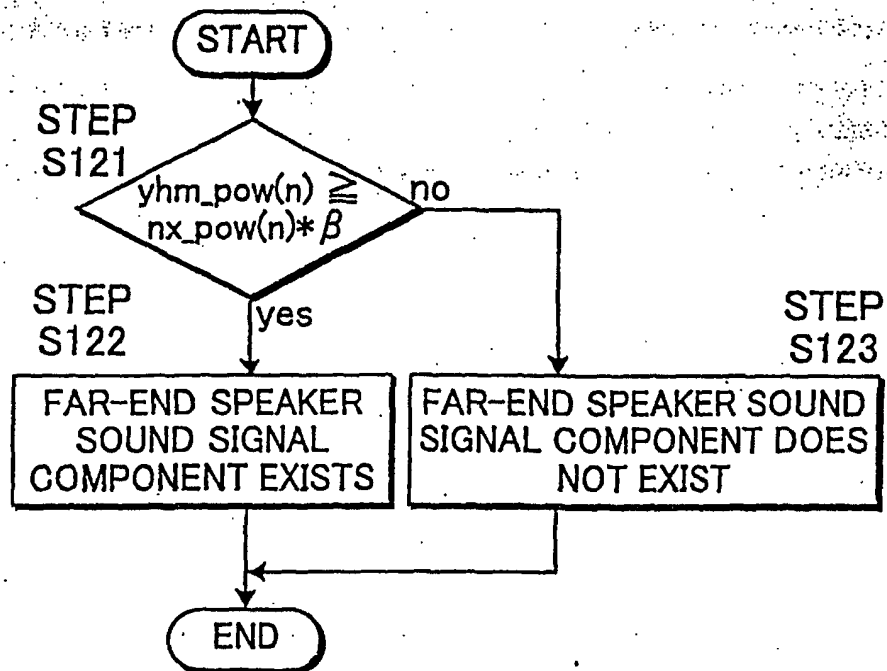 START
STEP
S121
yhm_pow(n) ≧
nx_pow(n)* β
no
yes
STEP
S122
STEP
S123
FAR-END SPEAKER
SOUND SIGNAL
COMPONENT EXISTS
FAR-END SPEAKER SOUND
SIGNAL COMPONENT DOES
NOT EXIST
END